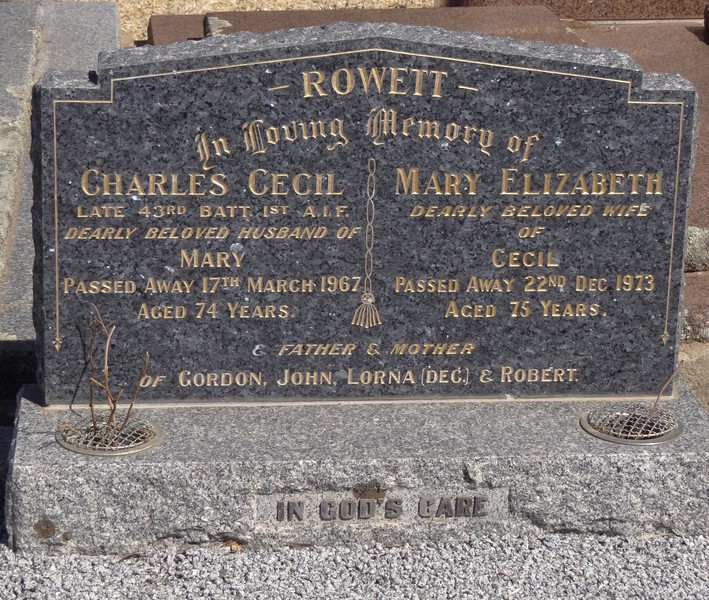 – ROWETT –
In Loving Memory of
CHARLES CECIL
LATE 43RD BATT. 1ST A.I.F.
DEARLY BELOVED HUSBAND OF
MARY
PASSED AWAY 17TH MARCH 1967
AGED 74 YEARS.
MARY ELIZABETH
DEARLY BELOVED WIFE
OF
CECIL
PASSED AWAY 22ND DEC. 1973
AGED 75 YEARS.
& FATHER & MOTHER
OF GORDON, JOHN, LORNA (DEC.) & ROBERT.
IN GOD'S CARE